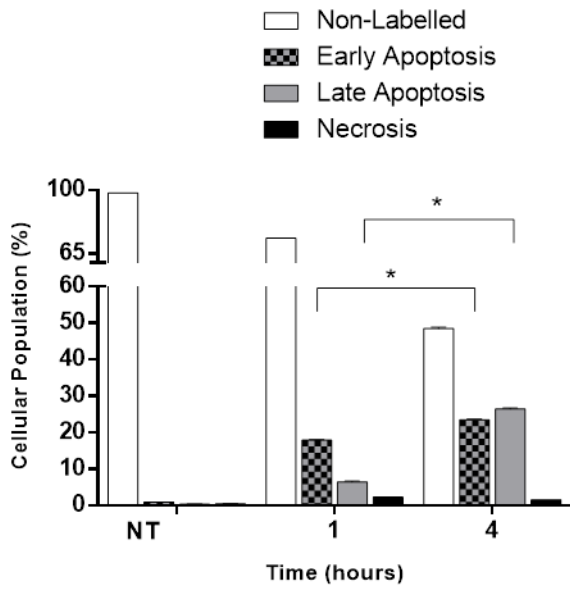 Non-Labelled
Early Apoptosis
Late Apoptosis
Necrosis
Cellular Population (%)
100
65
60
50
40
30
20
10
0
*
*
NT 1 4
Time (hours)